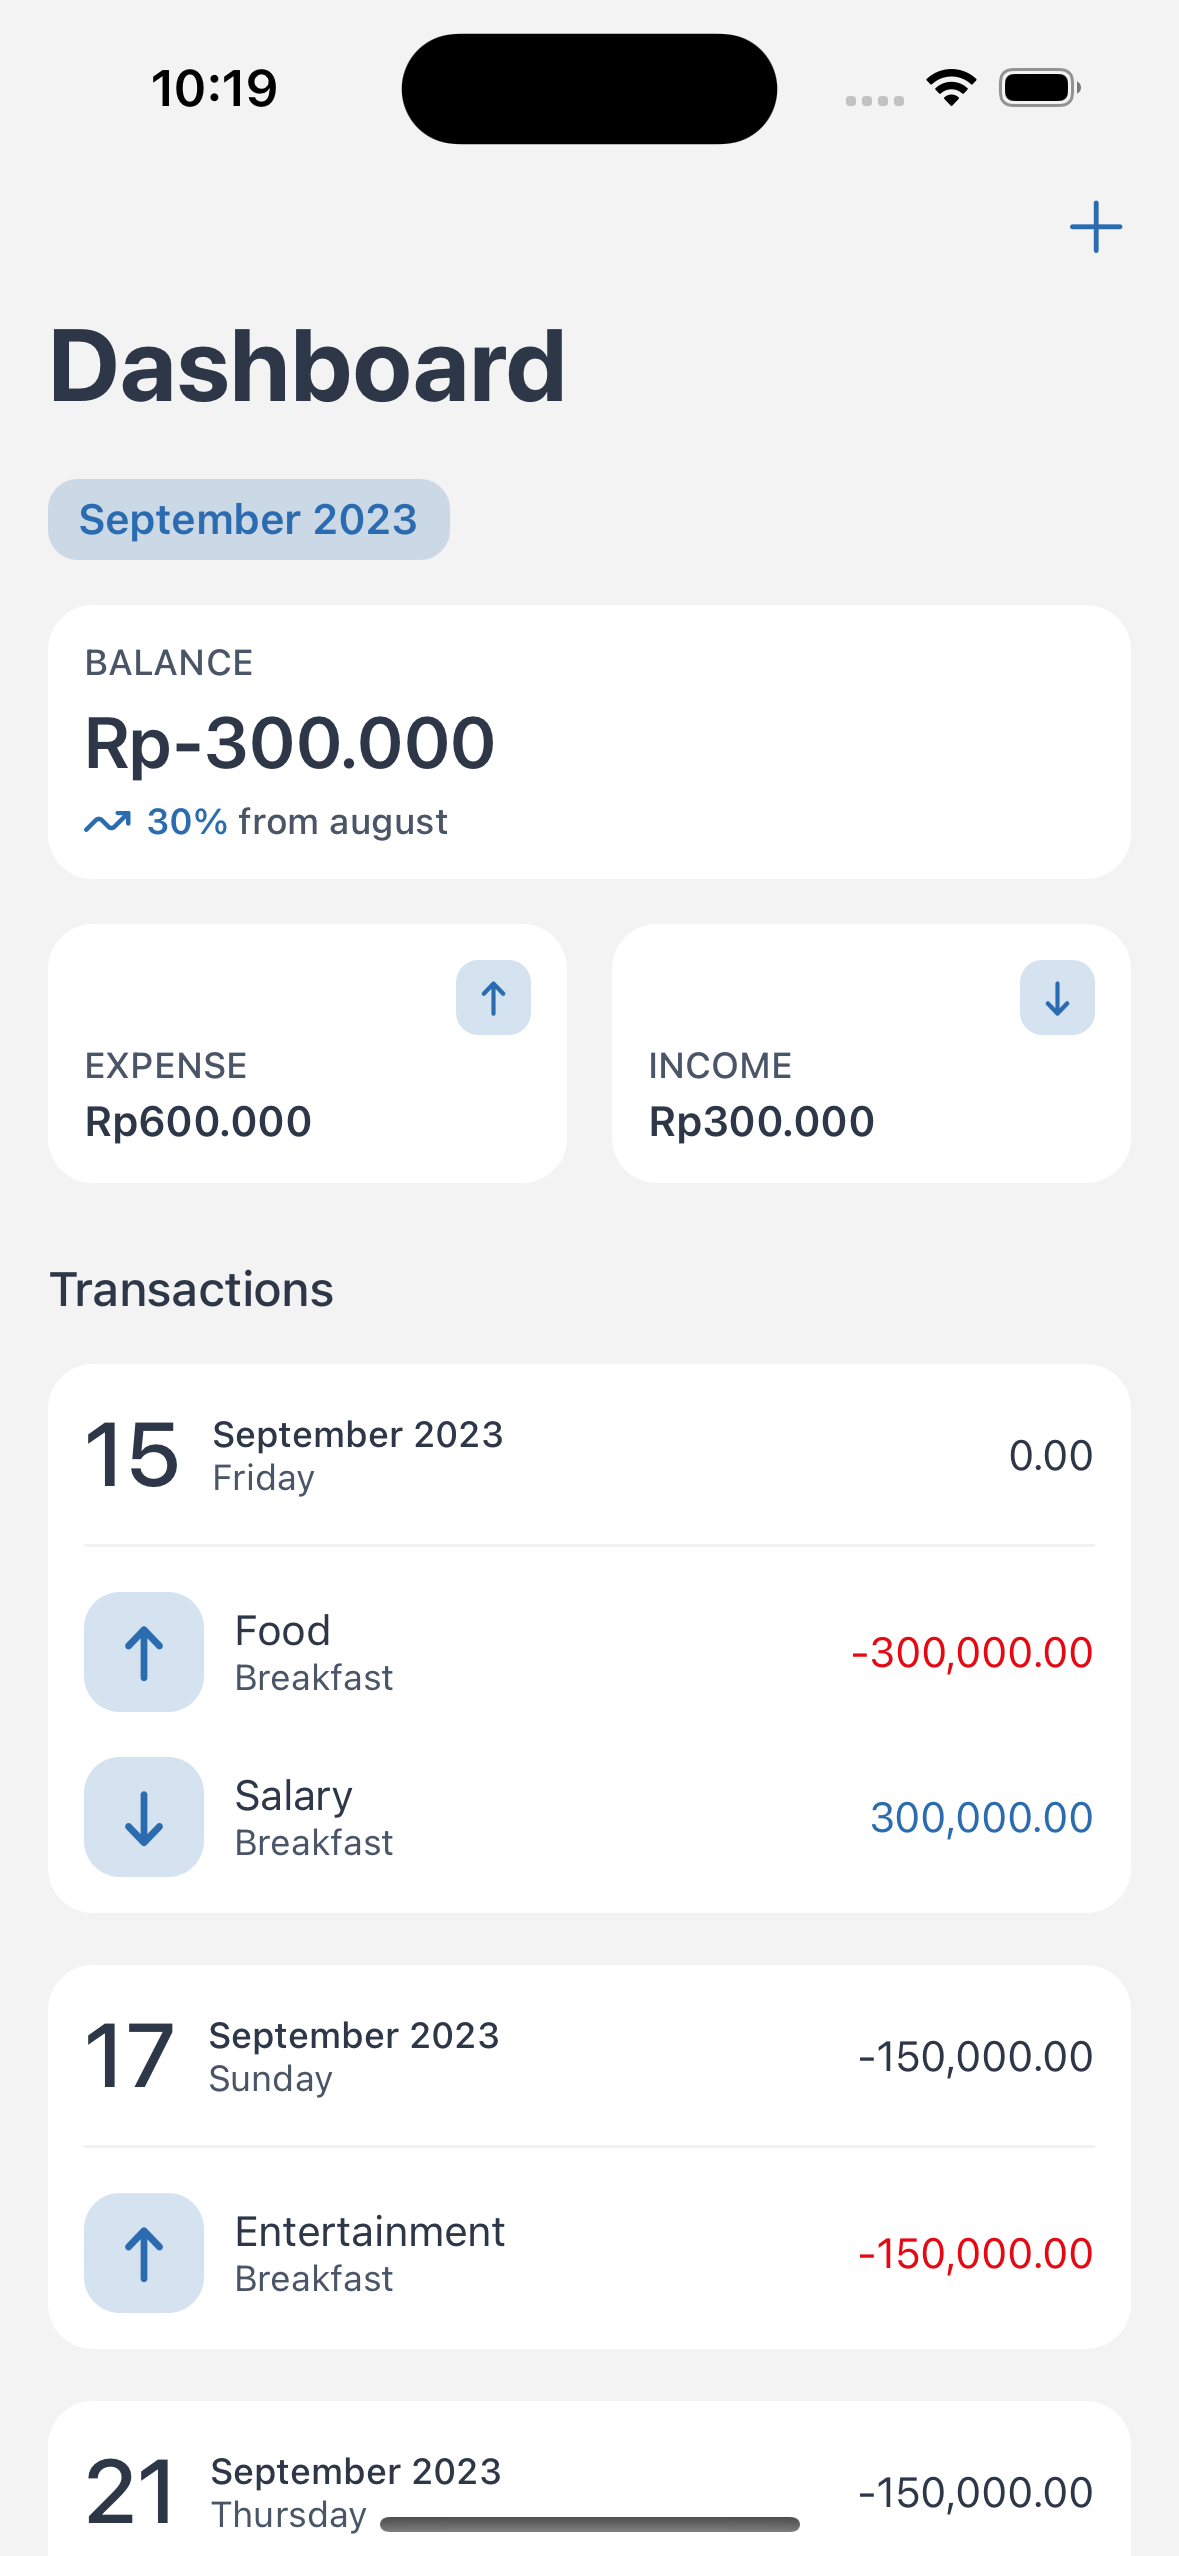 10:19
Dashboard
September 2023
BALANCE
Rp-300.000
30% from august
EXPENSE
Rp600.000
INCOME
Rp300.000
Transactions
15
September 2023
Friday
0.00
Food
Breakfast
-300,000.00
Salary
Breakfast
300,000.00
17
September 2023
Sunday
-150,000.00
Entertainment
Breakfast
-150,000.00
21
September 2023
Thursday
-150,000.00